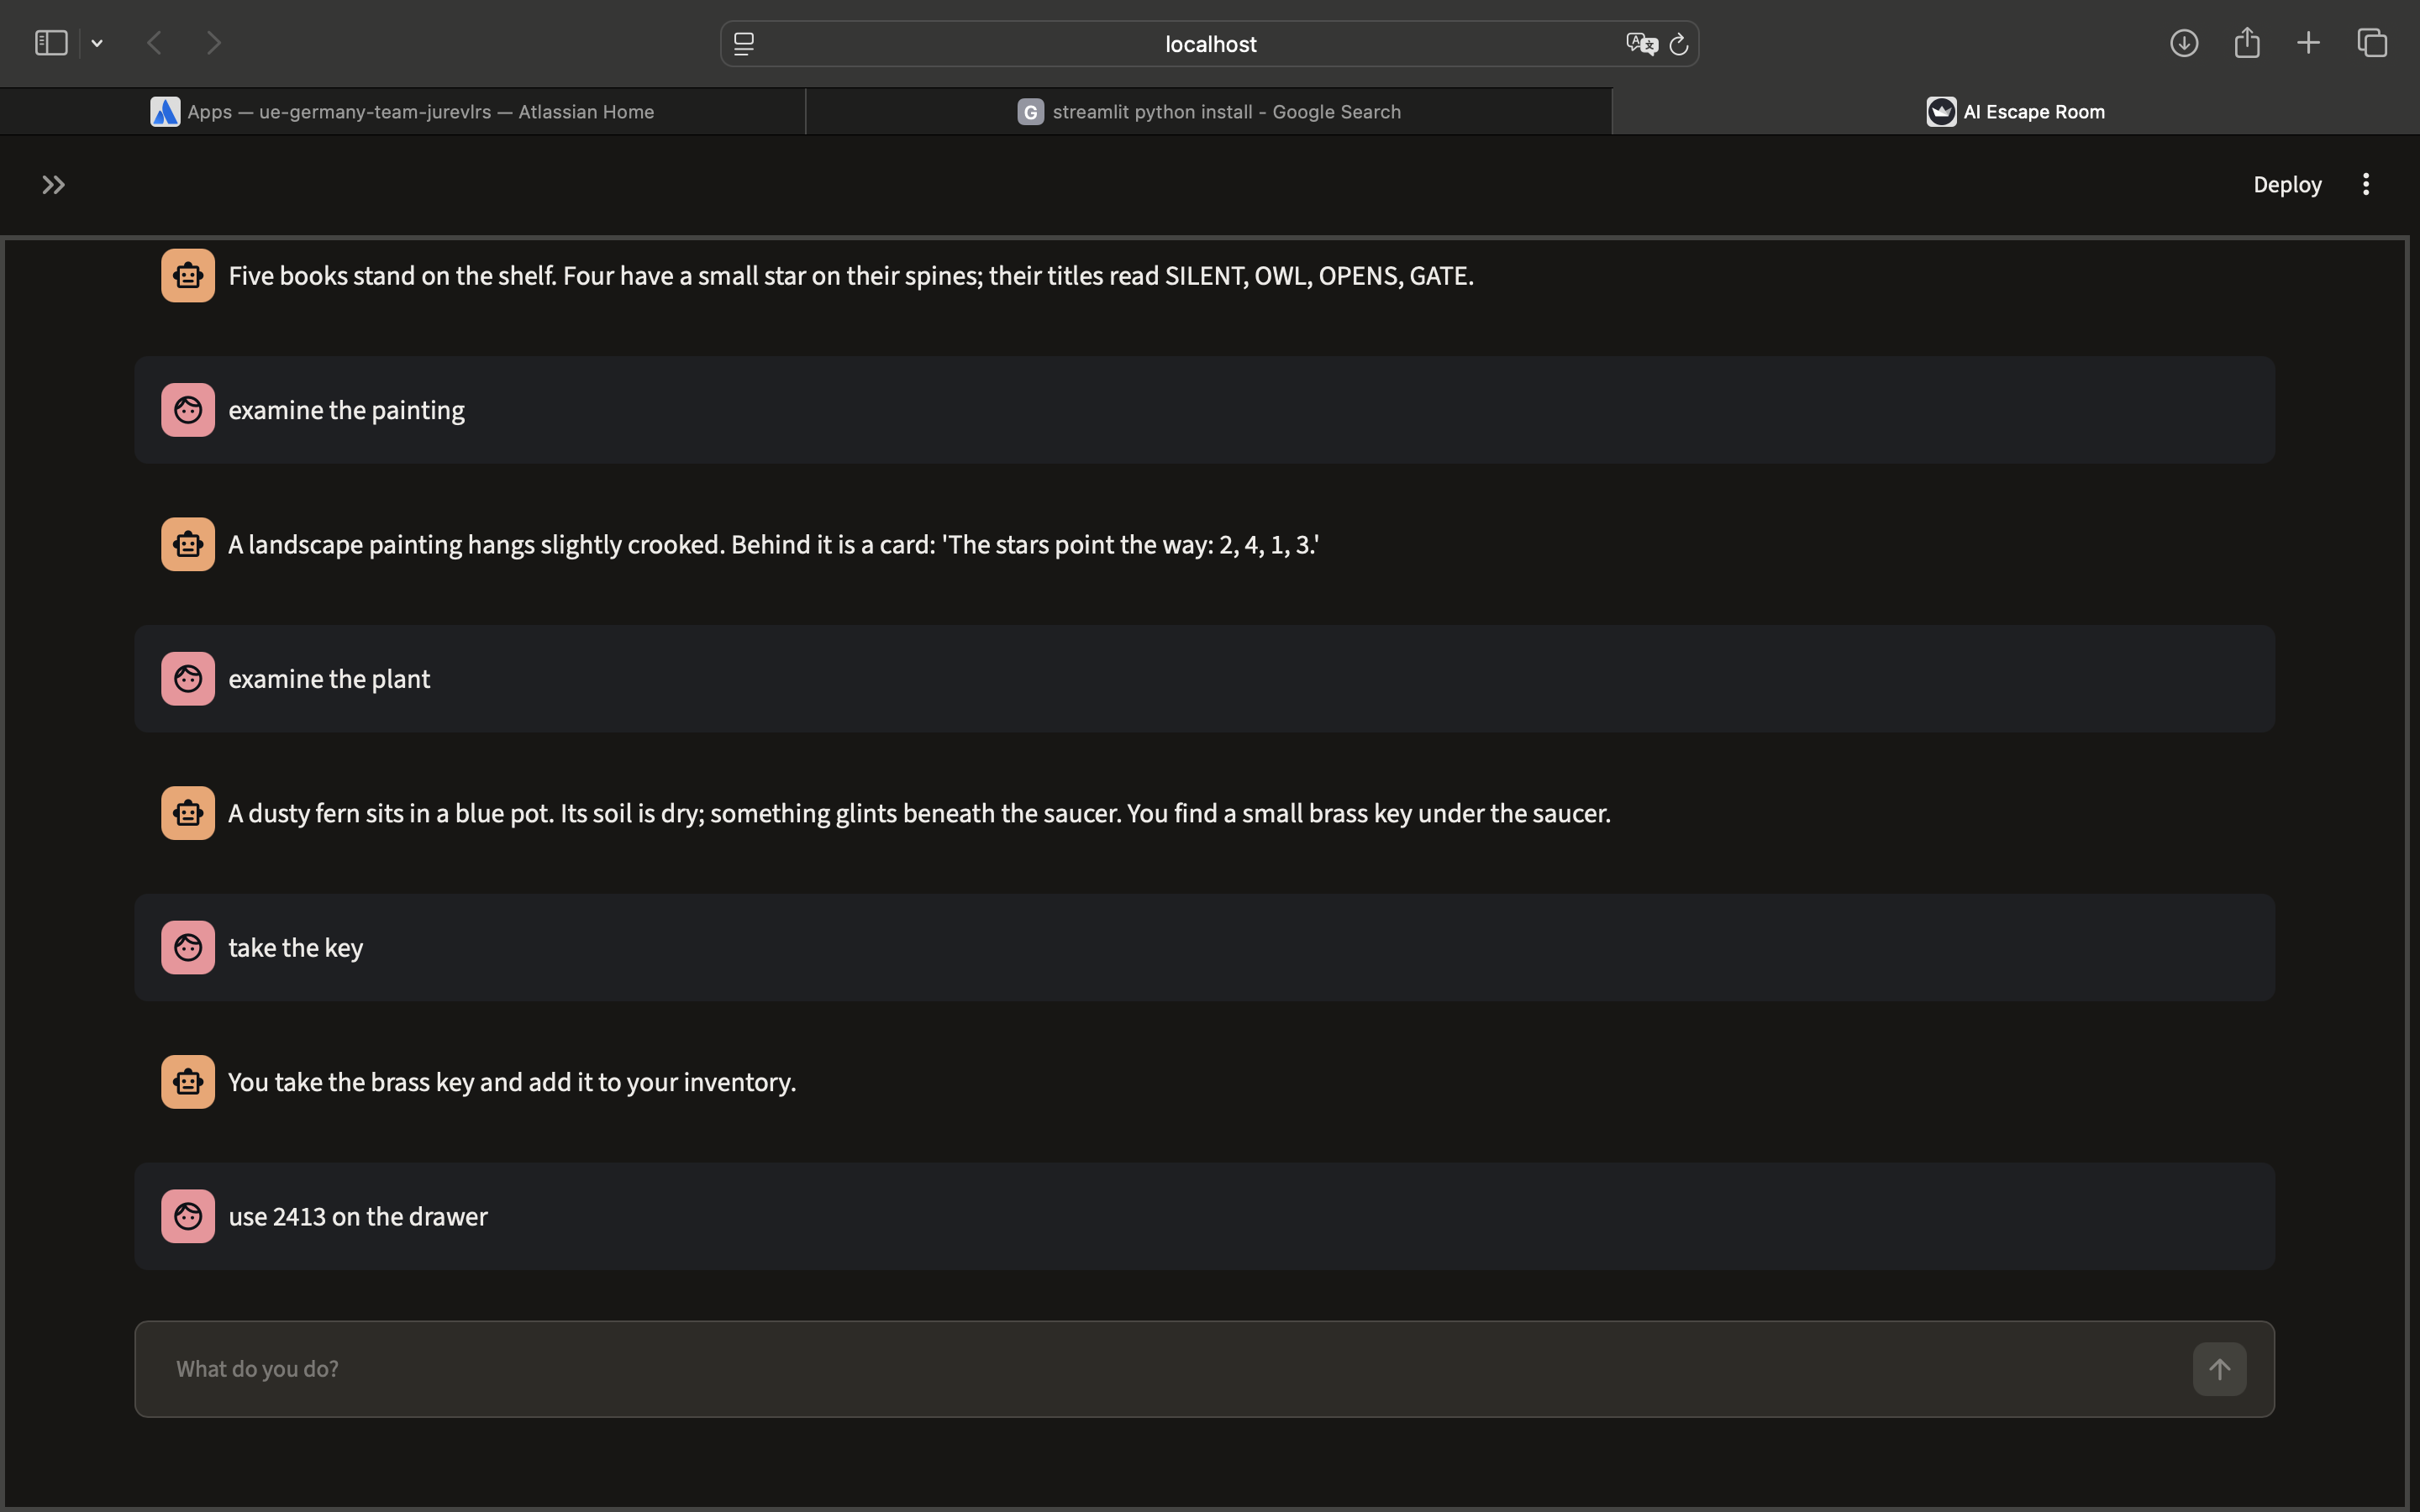 localhost
Apps — ue-germany-team-jurevlrs — Atlassian Home
G streamlit python install - Google Search
AI Escape Room
Deploy
Five books stand on the shelf. Four have a small star on their spines; their titles read SILENT, OWL, OPENS, GATE.
examine the painting
A landscape painting hangs slightly crooked. Behind it is a card: 'The stars point the way: 2, 4, 1, 3.'
examine the plant
A dusty fern sits in a blue pot. Its soil is dry; something glints beneath the saucer. You find a small brass key under the saucer.
take the key
You take the brass key and add it to your inventory.
use 2413 on the drawer
What do you do?